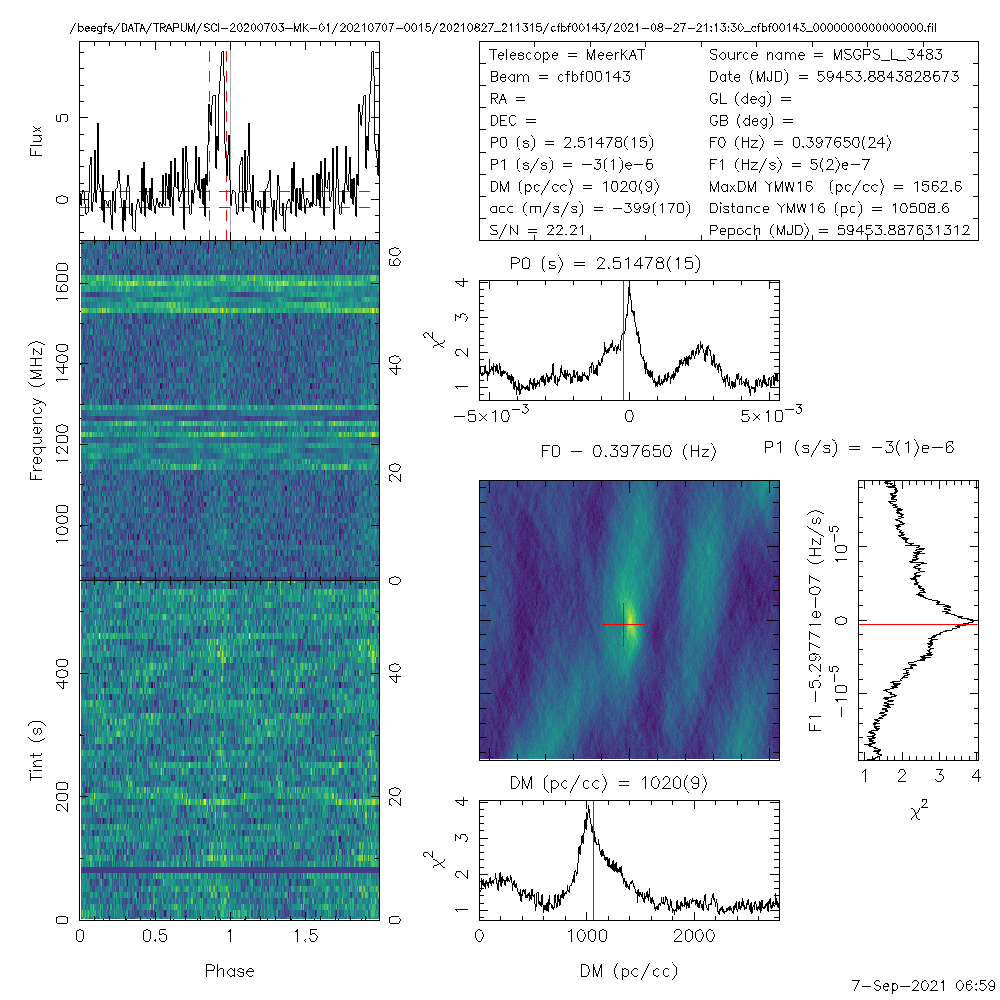 /beegfs/DATA/TRAPUM/SCI-20200703-MK-01/20210707-0015/20210827_211315/cfbf00143/2021-08-27-21:13:30_cfbf00143_0000000000000000.fil
Telescope = MeerKAT Source name = MSGPS_L_3483
Beam = cfbf00143 Date (MJD) = 59453.8843828673
RA = GL (deg) =
DEC = GB (deg) =
P0 (s) = 2.51478(15) F0 (Hz) = 0.397650(24)
P1 (s/s) = -3(1)e-6 F1 (Hz/s) = 5(2)e-7
DM (pc/cc) = 1020(9) MaxDM YMW16 (pc/cc) = 1562.6
acc (m/s/s) = -399(170) Distance YMW16 (pc) = 10508.6
S/N = 22.21 Pepoch (MJD) = 59453.887631312
Flux
0 5
Frequency (MHz)
1000 1200 1400 1600
0 20 40 60
Tint (s)
0 200 400
0 20 40
0 0.5 1 1.5
Phase
P0 (s) = 2.51478(15)
χ2
1 2 3 4
-5×10-3 0 5×10-3
F0 - 0.397650 (Hz)
P1 (s/s) = -3(1)e-6
F1 -5.29771e-07 (Hz/s)
-10-5 0 10-5
1 2 3 4
χ2
DM (pc/cc) = 1020(9)
χ2
1 2 3 4
0 1000 2000
DM (pc/cc)
7-Sep-2021 06:59